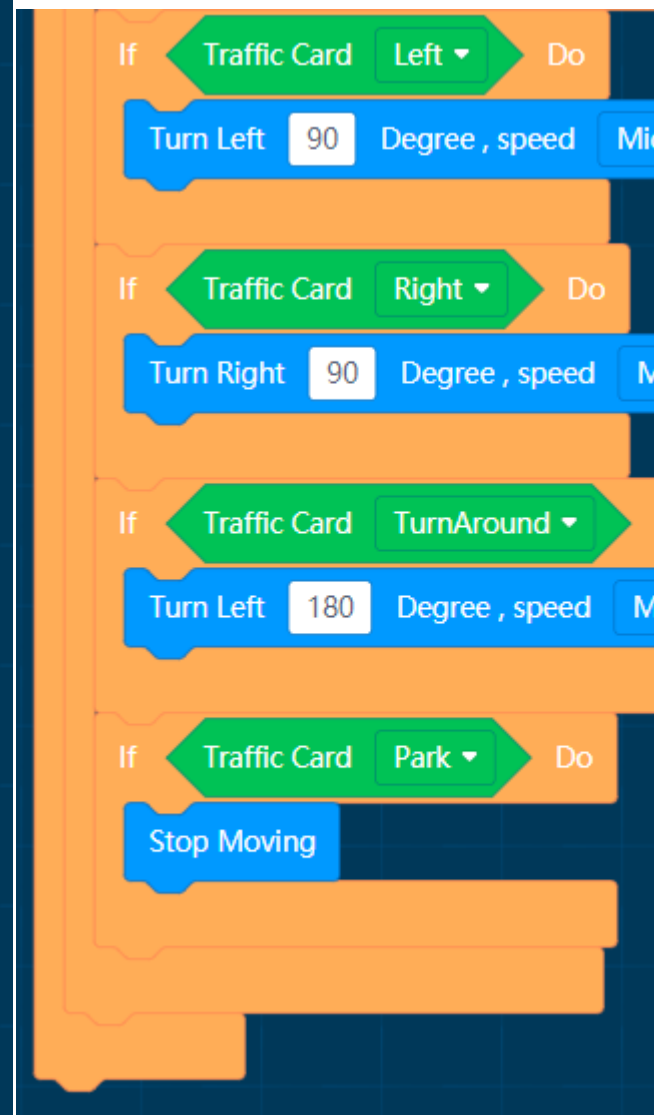 If Traffic Card Left Do
Turn Left 90 Degree , speed
If Traffic Card Right Do
Turn Right 90 Degree , speed
If Traffic Card TurnAround
Turn Left 180 Degree , speed
If Traffic Card Park Do
Stop Moving